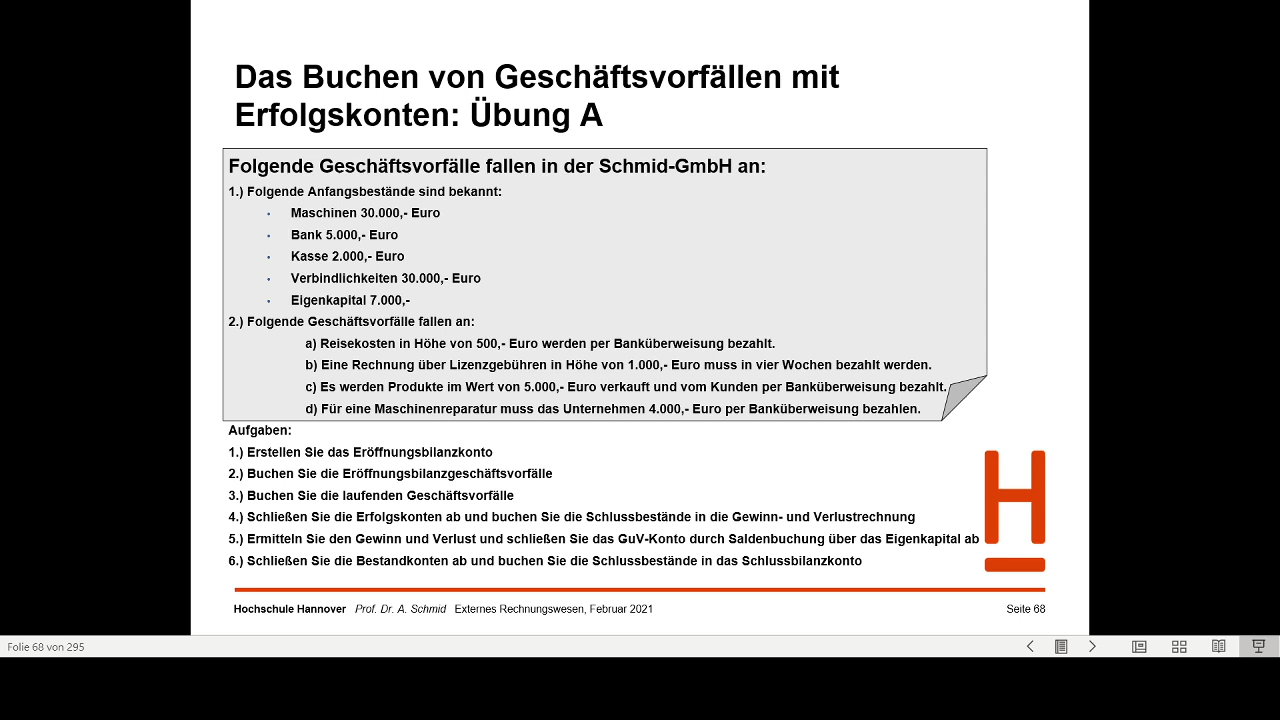 Das Buchen von Geschäftsvorfällen mit
Erfolgskonten: Übung A
Folgende Geschäftsvorfälle fallen in der Schmid-GmbH an:
1.) Folgende Anfangsbestände sind bekannt:
• Maschinen 30.000,- Euro
• Bank 5.000,- Euro
• Kasse 2.000,- Euro
• Verbindlichkeiten 30.000,- Euro
• Eigenkapital 7.000,-
2.) Folgende Geschäftsvorfälle fallen an:
a) Reisekosten in Höhe von 500,- Euro werden per Banküberweisung bezahlt.
b) Eine Rechnung über Lizenzgebühren in Höhe von 1.000,- Euro muss in vier Wochen bezahlt werden.
c) Es werden Produkte im Wert von 5.000,- Euro verkauft und vom Kunden per Banküberweisung bezahlt.
d) Für eine Maschinenreparatur muss das Unternehmen 4.000,- Euro per Banküberweisung bezahlen.
Aufgaben:
1.) Erstellen Sie das Eröffnungsbilanzkonto
2.) Buchen Sie die Eröffnungsbilanzgeschäftsvorfälle
3.) Buchen Sie die laufenden Geschäftsvorfälle
4.) Schließen Sie die Erfolgskonten ab und buchen Sie die Schlussbestände in die Gewinn- und Verlustrechnung
5.) Ermitteln Sie den Gewinn und Verlust und schließen Sie das GuV-Konto durch Saldenbuchung über das Eigenkapital ab
6.) Schließen Sie die Bestandkonten ab und buchen Sie die Schlussbestände in das Schlussbilanzkonto
H
Hochschule Hannover Prof. Dr. A. Schmid Externes Rechnungswesen, Februar 2021 Seite 68
Folie 68 von 295